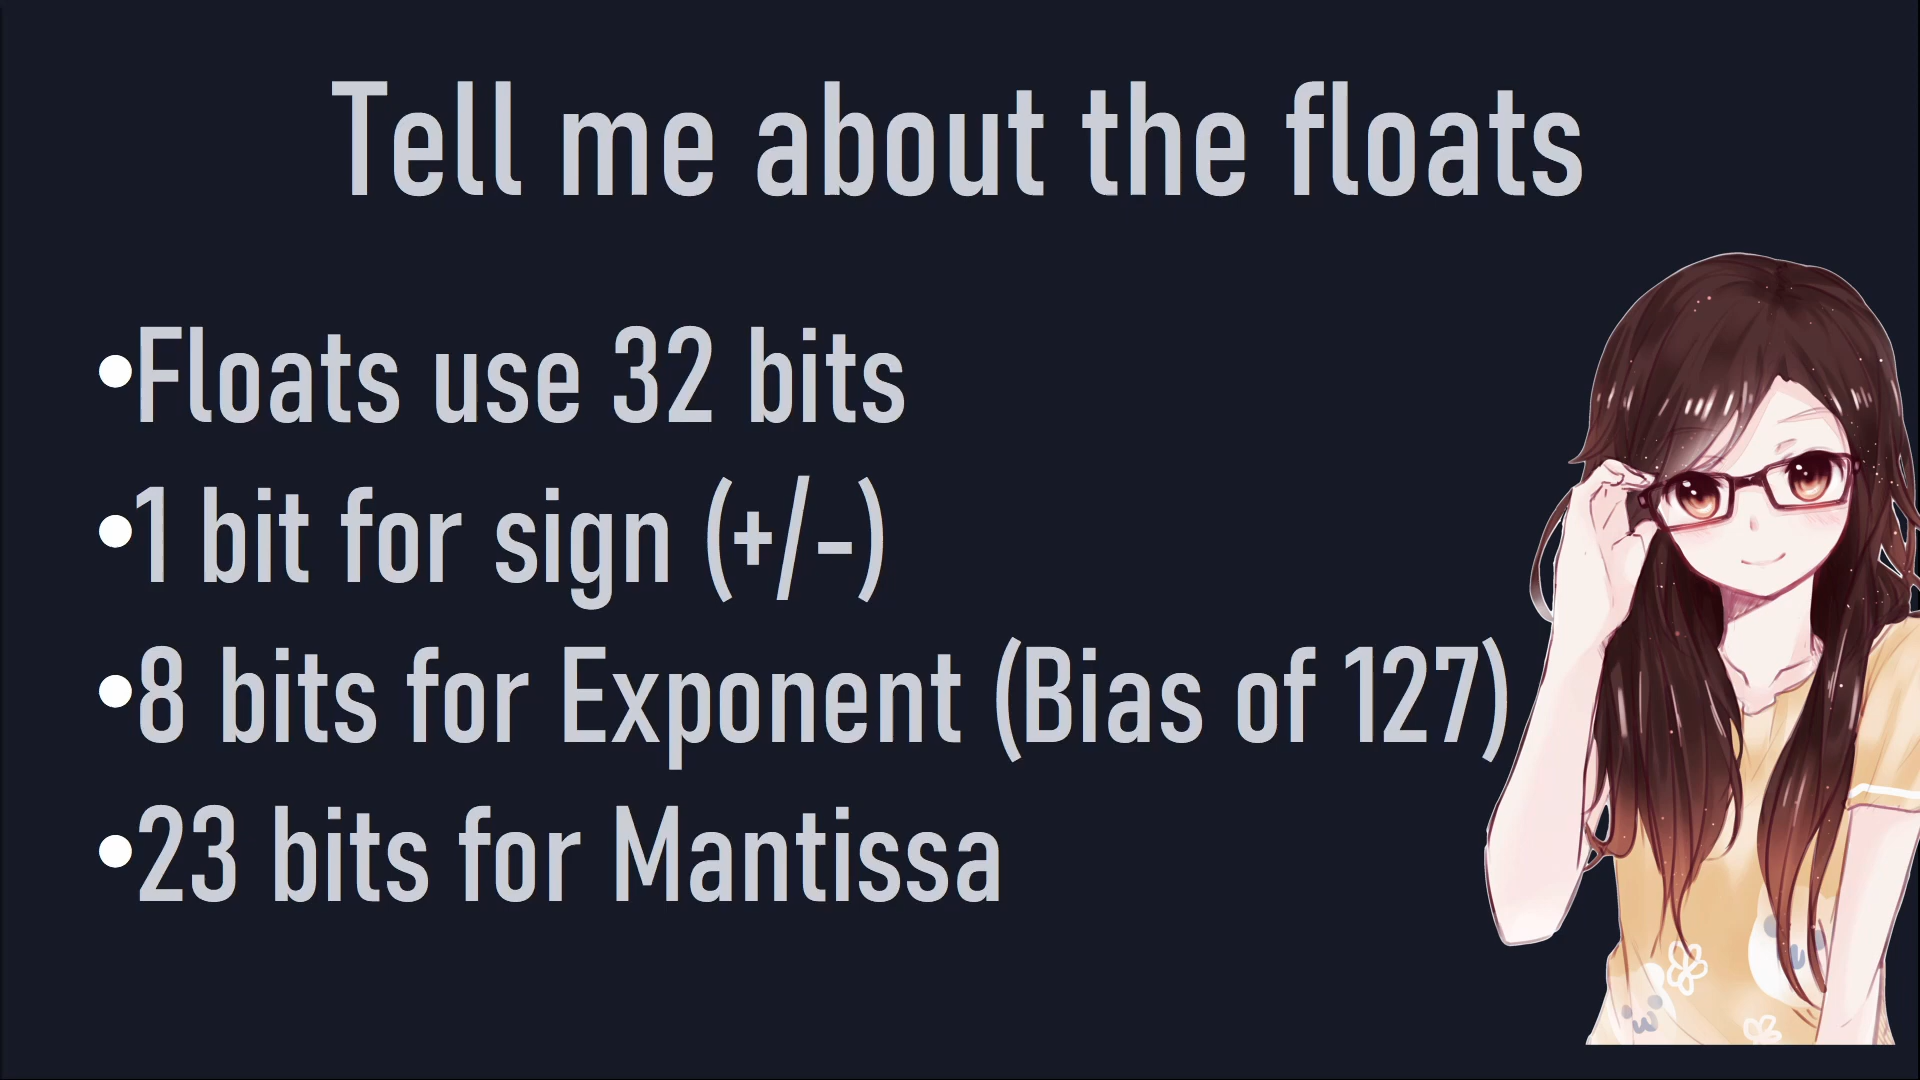 Tell me about the floats
•Floats use 32 bits
•1 bit for sign (+/-)
•8 bits for Exponent (Bias of 127)
•23 bits for Mantissa